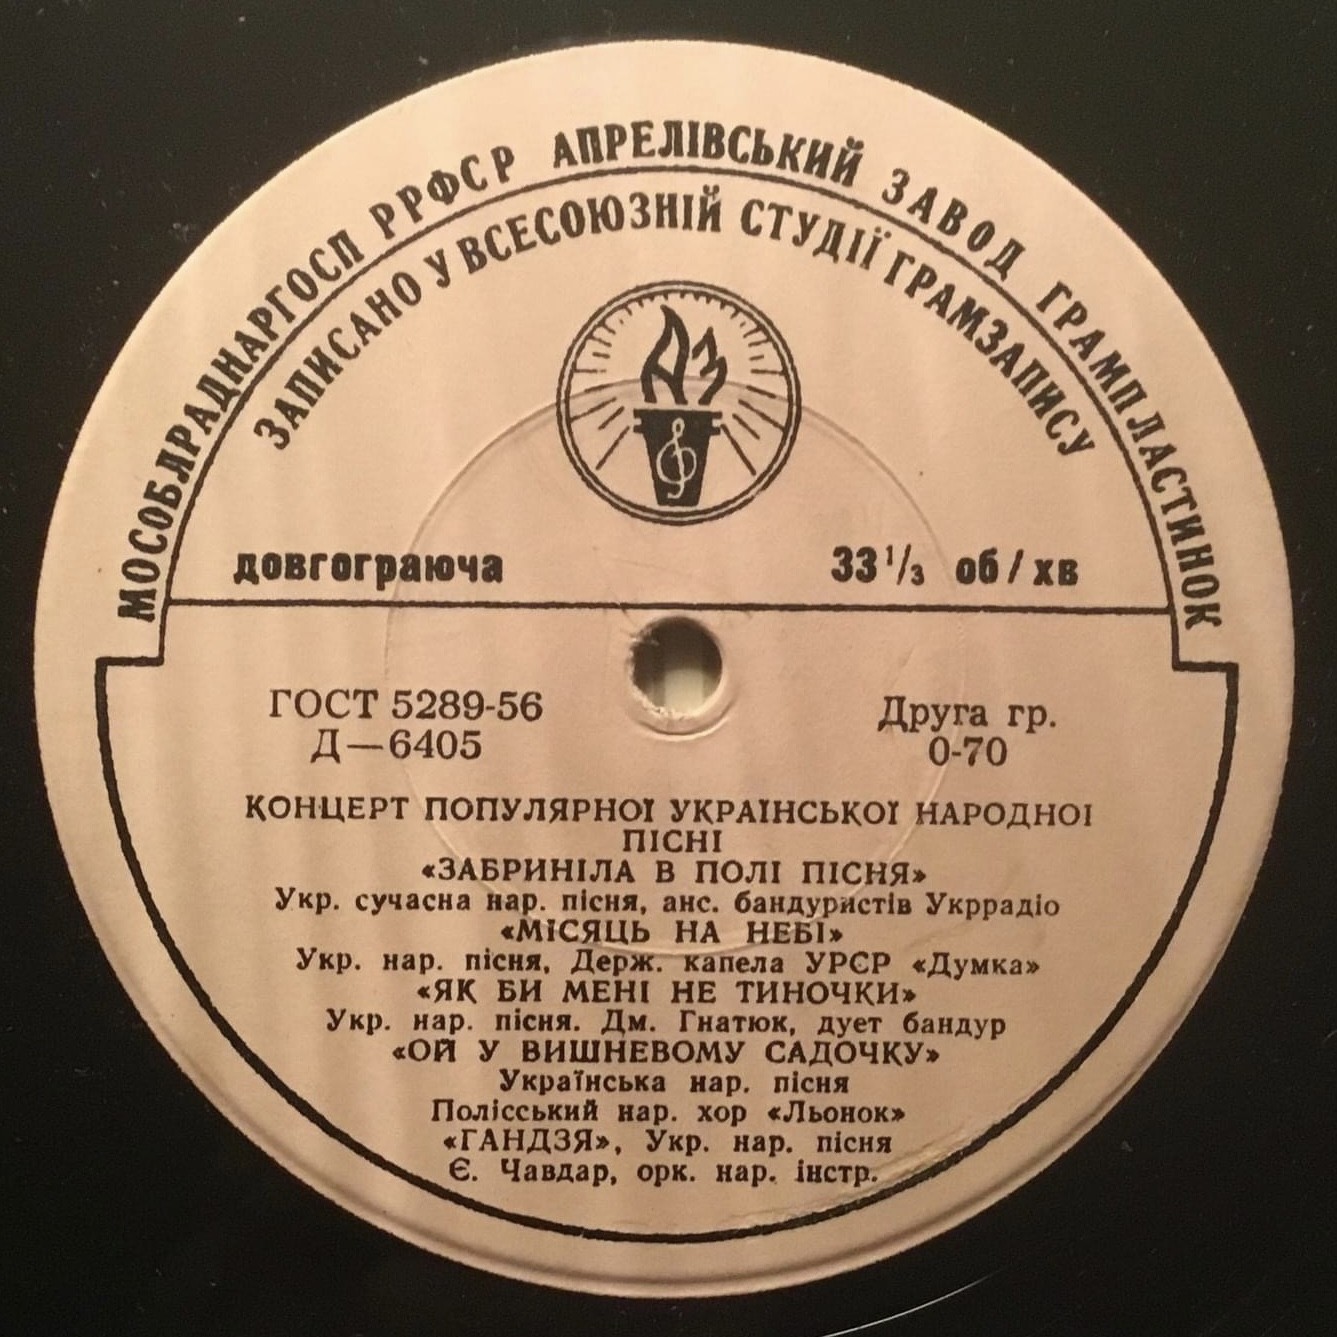 МОСОБЛРАДНАРГОСП РРФСР АПРЕЛІВСЬКИЙ ЗАВОД ГРАМПЛАСТИНОК
ЗАПИСАНО У ВСЕСОЮЗНІЙ СТУДІЇ ГРАМЗАПИСУ
АЗ
довгограюча 33 1/3 об/хв
ГОСТ 5289-56 Друга гр.
Д—6405 0-70
КОНЦЕРТ ПОПУЛЯРНОЇ УКРАЇНСЬКОЇ НАРОДНОЇ
ПІСНІ
«ЗАБРИНІЛА В ПОЛІ ПІСНЯ»
Укр. сучасна нар. пісня, анс. бандуристів Укррадіо
«МІСЯЦЬ НА НЕБІ»
Укр. нар. пісня, Держ. капела УРЄР «Думка»
«ЯК БИ МЕНІ НЕ ТИНОЧКИ»
Укр. нар. пісня. Дм. Гнатюк, дует бандур
«ОЙ У ВИШНЕВОМУ САДОЧКУ»
Українська нар. пісня
Полісський нар. хор «Льонок»
«ГАНДЗЯ», Укр. нар. пісня
Є. Чавдар, орк. нар. інстр.